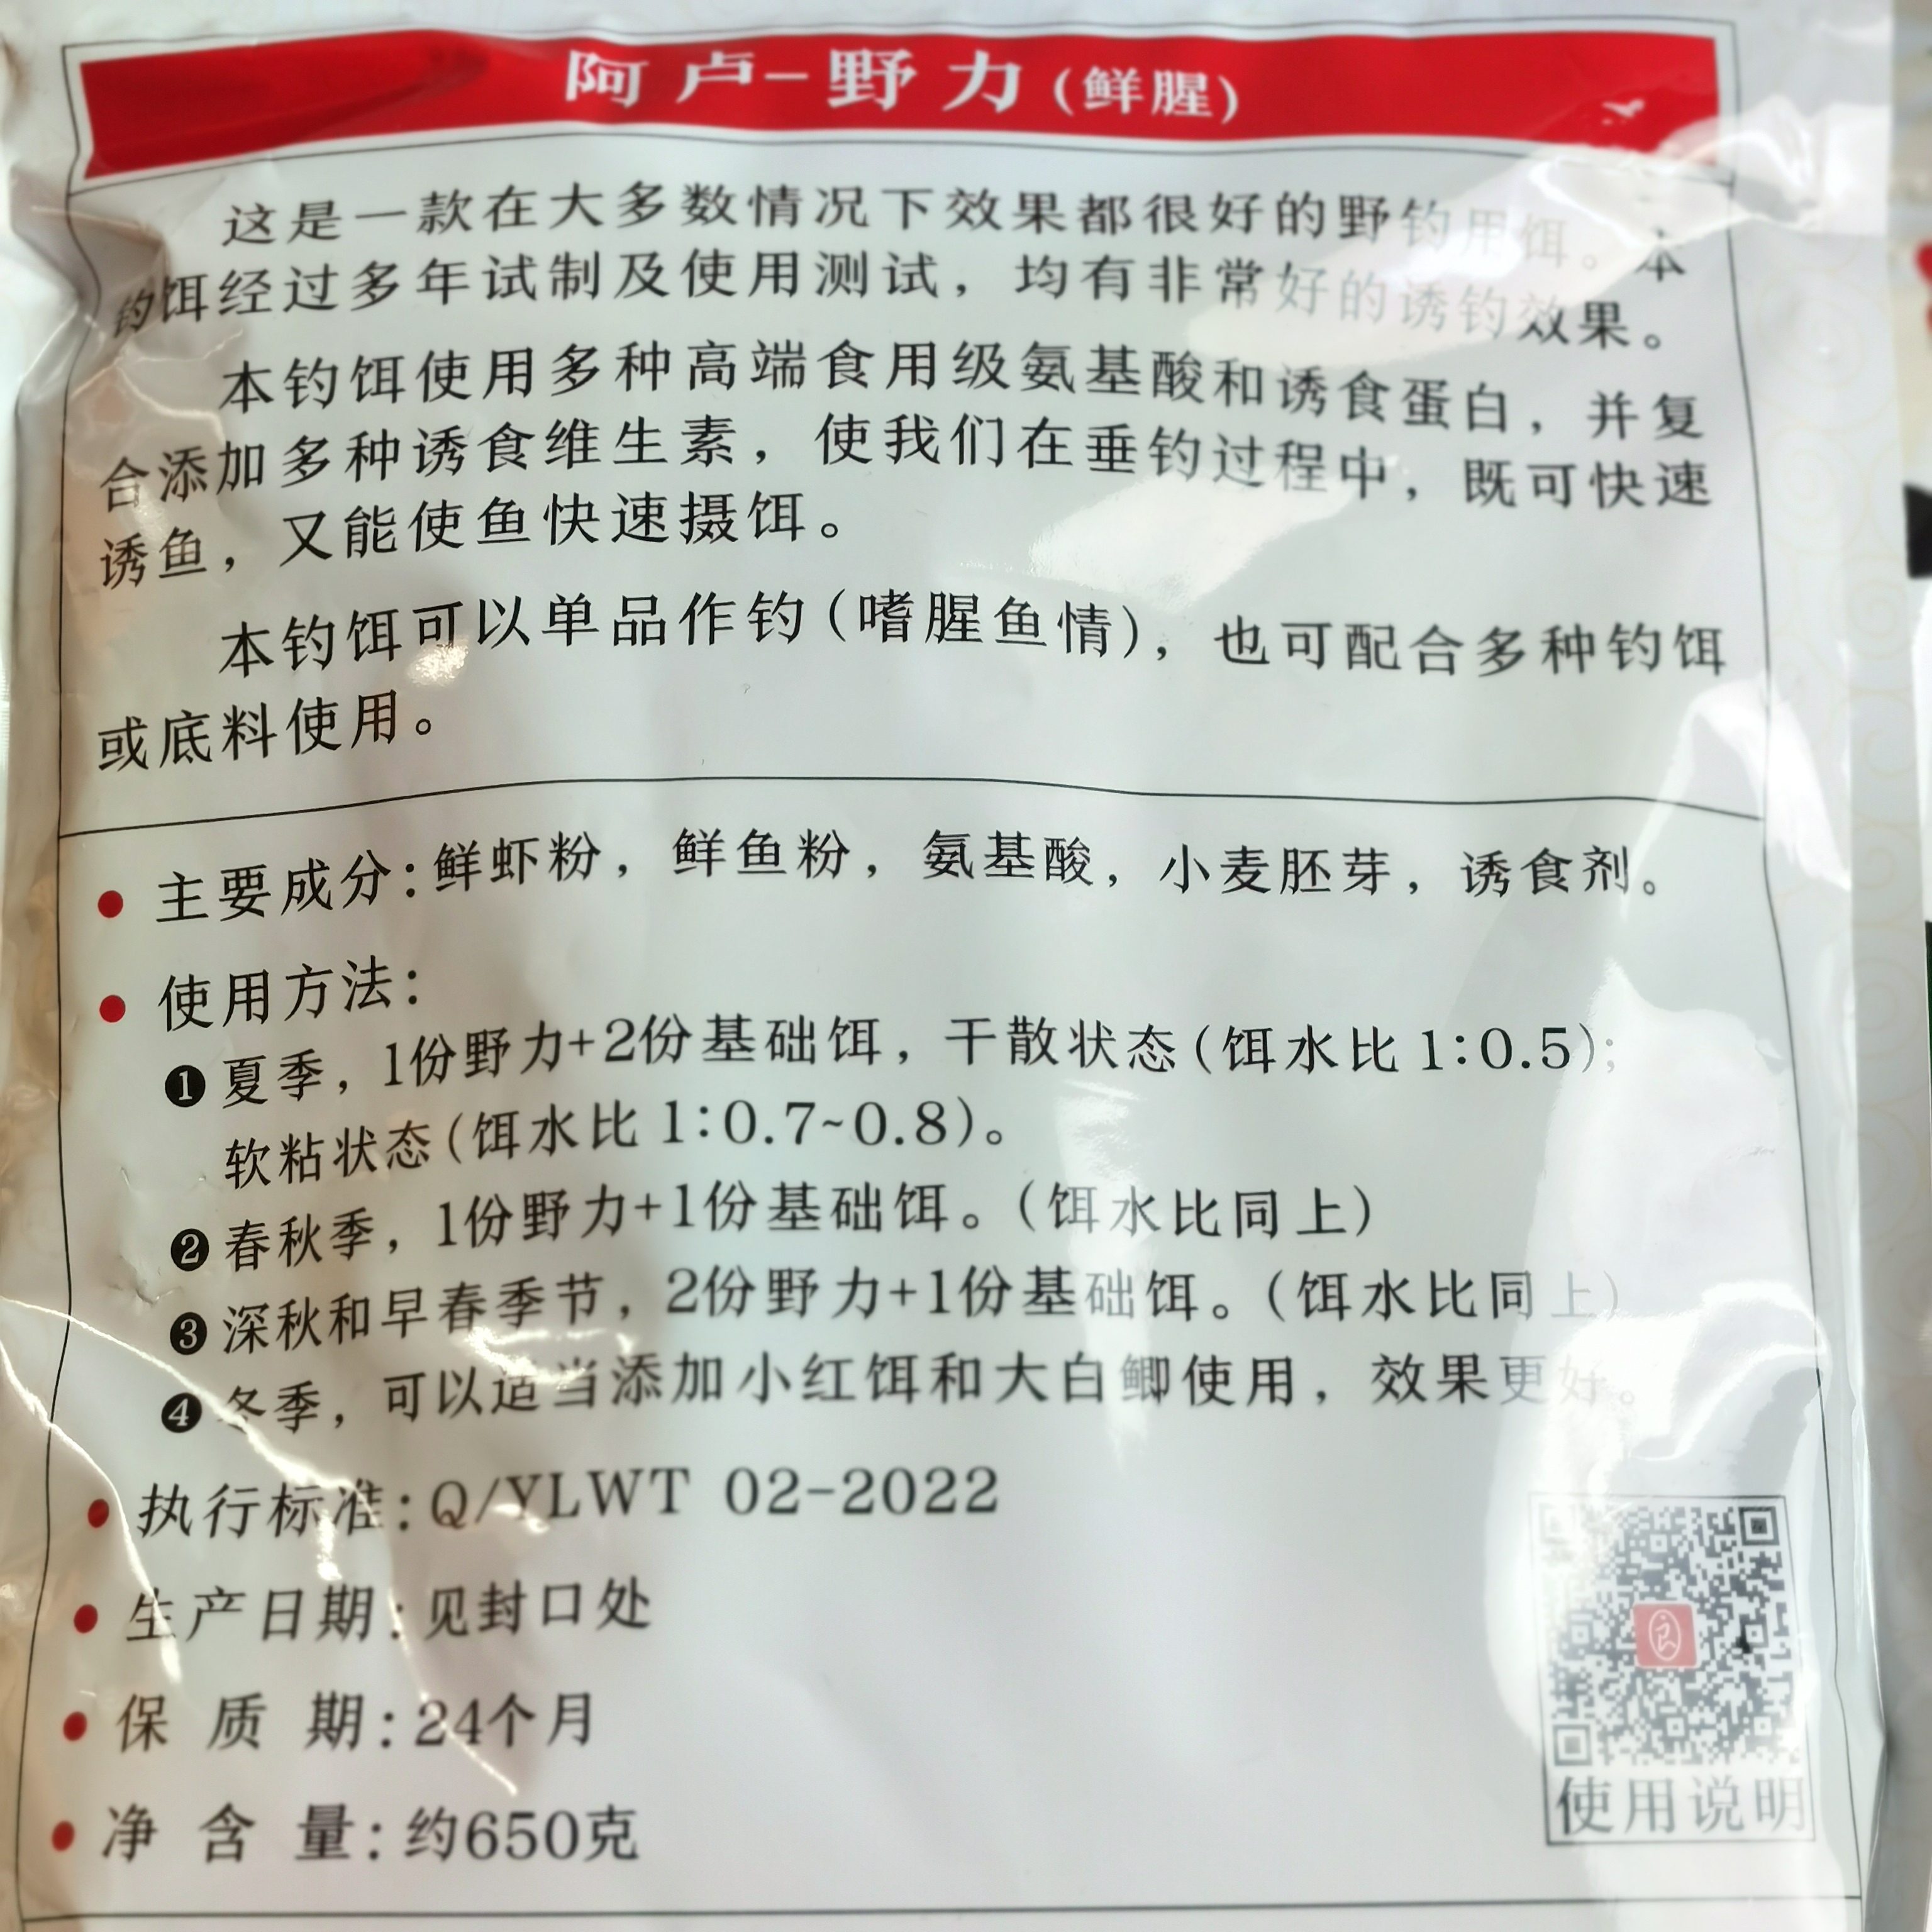 阿卢-野力(鲜腥)
这是一款在大多数情况下效果都很好的野钓用饵。本
钓饵经过多年试制及使用测试，均有非常好的诱钓效果。
本钓饵使用多种高端食用级氨基酸和诱食蛋白，并复
合添加多种诱食维生素，使我们在垂钓过程中，既可快速
诱鱼，又能使鱼快速摄饵。
本钓饵可以单品作钓(嗜腥鱼情)，也可配合多种钓饵
或底料使用。
● 主要成分:鲜虾粉，鲜鱼粉，氨基酸，小麦胚芽，诱食剂。
● 使用方法:
❶夏季，1份野力+2份基础饵，干散状态(饵水比1:0.5);
软粘状态(饵水比1:0.7~0.8)。
❷春秋季，1份野力+1份基础饵。(饵水比同上)
❸深秋和早春季节，2份野力+1份基础饵。(饵水比同上)
❹冬季，可以适当添加小红饵和大白鲫使用，效果更好。
● 执行标准:Q/YLWT 02-2022
● 生产日期:见封口处
● 保质期:24个月
● 净含量:约650克
使用说明